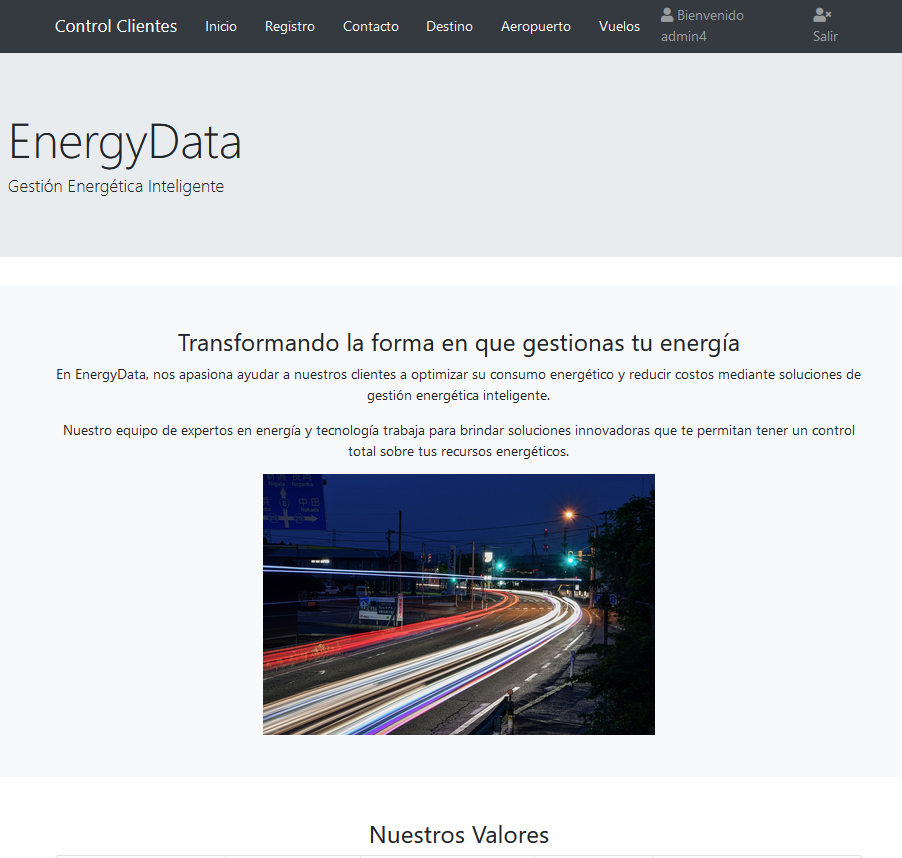 Control Clientes Inicio Registro Contacto Destino Aeropuerto Vuelos Bienvenido admin4 Salir
EnergyData
Gestión Energética Inteligente
Transformando la forma en que gestionas tu energía
En EnergyData, nos apasiona ayudar a nuestros clientes a optimizar su consumo energético y reducir costos mediante soluciones de
gestión energética inteligente.
Nuestro equipo de expertos en energía y tecnología trabaja para brindar soluciones innovadoras que te permitan tener un control
total sobre tus recursos energéticos.
中田
8
Nuestros Valores